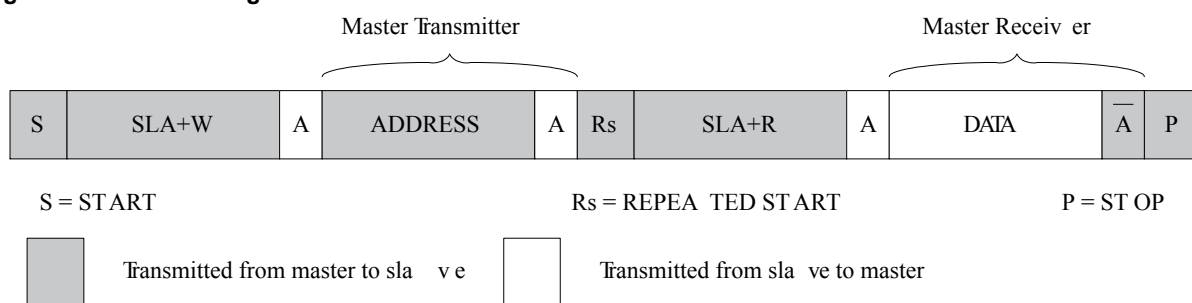 Master Transmitter Master Receiver
S SLA+W A ADDRESS A Rs SLA+R A DATA A̅ P
S = START Rs = REPEATED START P = STOP
Transmitted from master to slave Transmitted from slave to master